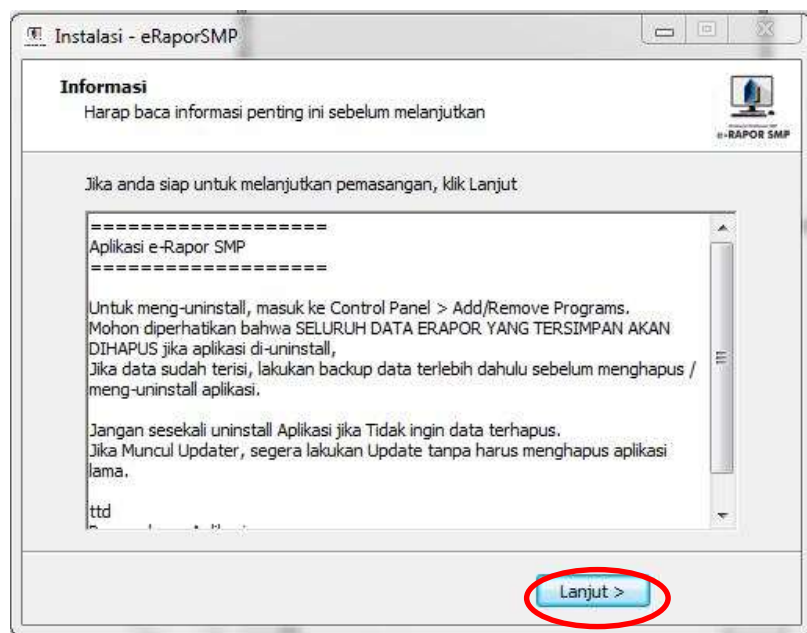 Instalasi - eRaporSMP
Informasi
Harap baca informasi penting ini sebelum melanjutkan
e-RAPOR SMP
Jika anda siap untuk melanjutkan pemasangan, klik Lanjut
====================
Aplikasi e-Rapor SMP
====================
Untuk meng-uninstall, masuk ke Control Panel > Add/Remove Programs.
Mohon diperhatikan bahwa SELURUH DATA ERAPOR YANG TERSIMPAN AKAN
DIHAPUS jika aplikasi di-uninstall,
Jika data sudah terisi, lakukan backup data terlebih dahulu sebelum menghapus /
meng-uninstall aplikasi.
Jangan sesekali uninstall Aplikasi jika Tidak ingin data terhapus.
Jika Muncul Updater, segera lakukan Update tanpa harus menghapus aplikasi
lama.
ttd
Lanjut >